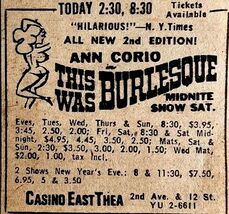 TODAY 2:30, 8:30 Tickets Available
"HILARIOUS!"—N. Y. Times
ALL NEW 2nd EDITION!
ANN CORIO
in
THIS WAS BURLESQUE
MIDNITE
SHOW SAT.
Eves, Tues, Wed, Thurs & Sun, 8:30, $3.95,
3:45, 2.50, 2.00; Fri, Sat, 8:30 & Sat Mid-
night, $4.95, 4.45, 3.50, 2.50; Mats, Sat &
Sun, 2:30, $3.50, 3.00, 2.00, 1.50; Wed Mat,
$2.00, 1.00, tax Incl.
2 Shows New Year's Eve: 8 & 11:30, $7.50,
6.95, 5 & 3.50
CASINO EAST THEA 2nd Ave. & 12 St.
YU 2-6611